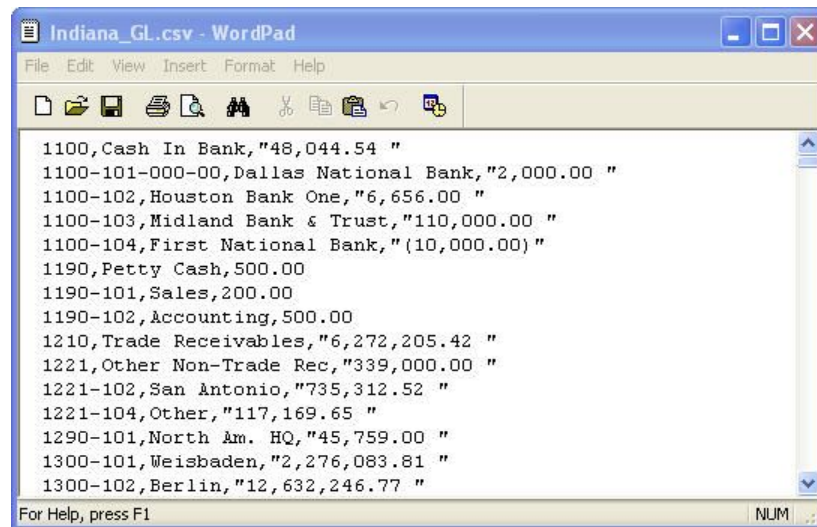 Indiana_GL.csv - WordPad
File Edit View Insert Format Help
1100,Cash In Bank,"48,044.54 "
1100-101-000-00,Dallas National Bank,"2,000.00 "
1100-102,Houston Bank One,"6,656.00 "
1100-103,Midland Bank & Trust,"110,000.00 "
1100-104,First National Bank,"(10,000.00)"
1190,Petty Cash,500.00
1190-101,Sales,200.00
1190-102,Accounting,500.00
1210,Trade Receivables,"6,272,205.42 "
1221,Other Non-Trade Rec,"339,000.00 "
1221-102,San Antonio,"735,312.52 "
1221-104,Other,"117,169.65 "
1290-101,North Am. HQ,"45,759.00 "
1300-101,Weisbaden,"2,276,083.81 "
1300-102,Berlin,"12,632,246.77 "
For Help, press F1 NUM